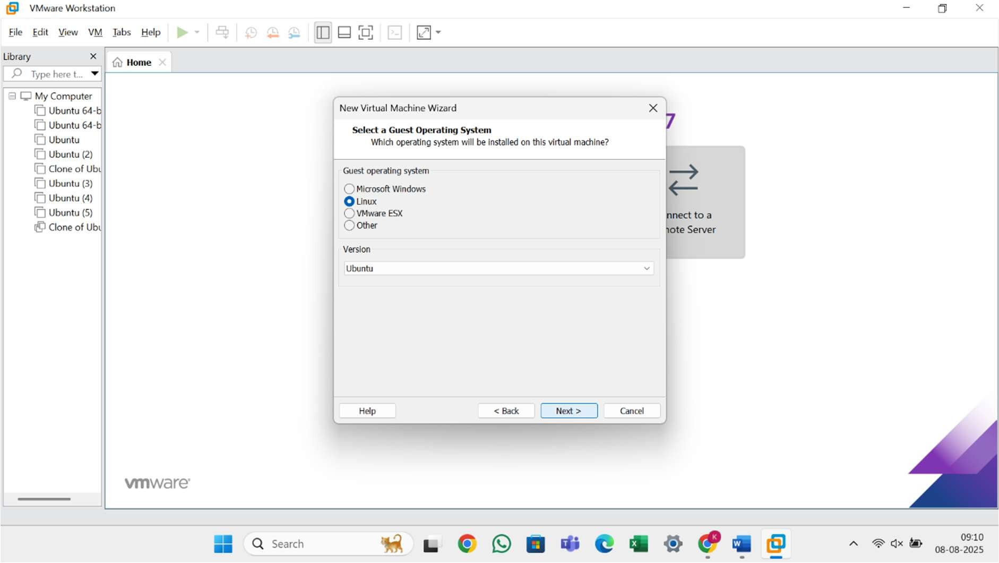 VMware Workstation
File Edit View VM Tabs Help
Library
Home
Type here t...
My Computer
Ubuntu 64-b
Ubuntu 64-b
Ubuntu
Ubuntu (2)
Clone of Ubu
Ubuntu (3)
Ubuntu (4)
Ubuntu (5)
Clone of Ubu
7
nnect to a
note Server
New Virtual Machine Wizard
Select a Guest Operating System
Which operating system will be installed on this virtual machine?
Guest operating system
Microsoft Windows
Linux
VMware ESX
Other
Version
Ubuntu
Help < Back Next > Cancel
vmware®
Search
K
09:10
08-08-2025